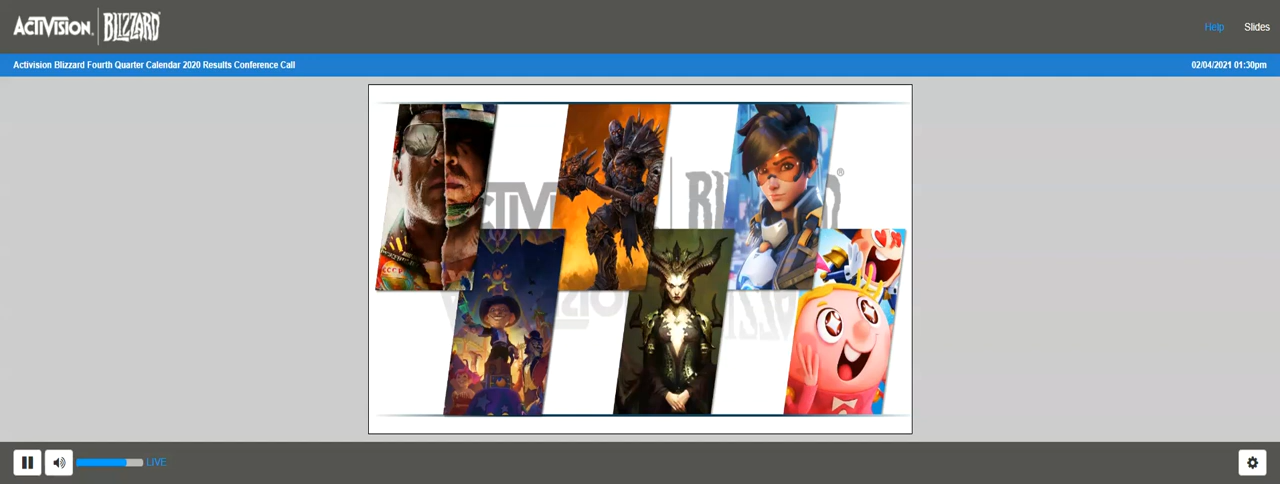 ACTIVISION. | BLIZZARD
Help
Slides
Activision Blizzard Fourth Quarter Calendar 2020 Results Conference Call
02/04/2021 01:30pm
CCCP
LIVE